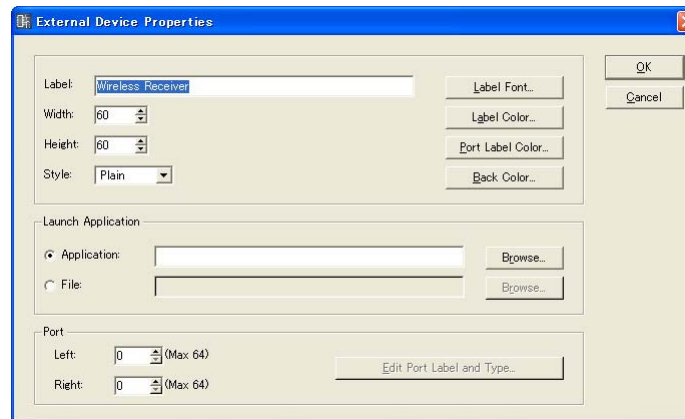 External Device Properties
Label: Wireless Receiver Label Font... OK
Width: 60 Label Color... Cancel
Height: 60 Port Label Color...
Style: Plain Back Color...
Launch Application
Application: Browse...
File: Browse...
Port
Left: 0 (Max 64) Edit Port Label and Type...
Right: 0 (Max 64)